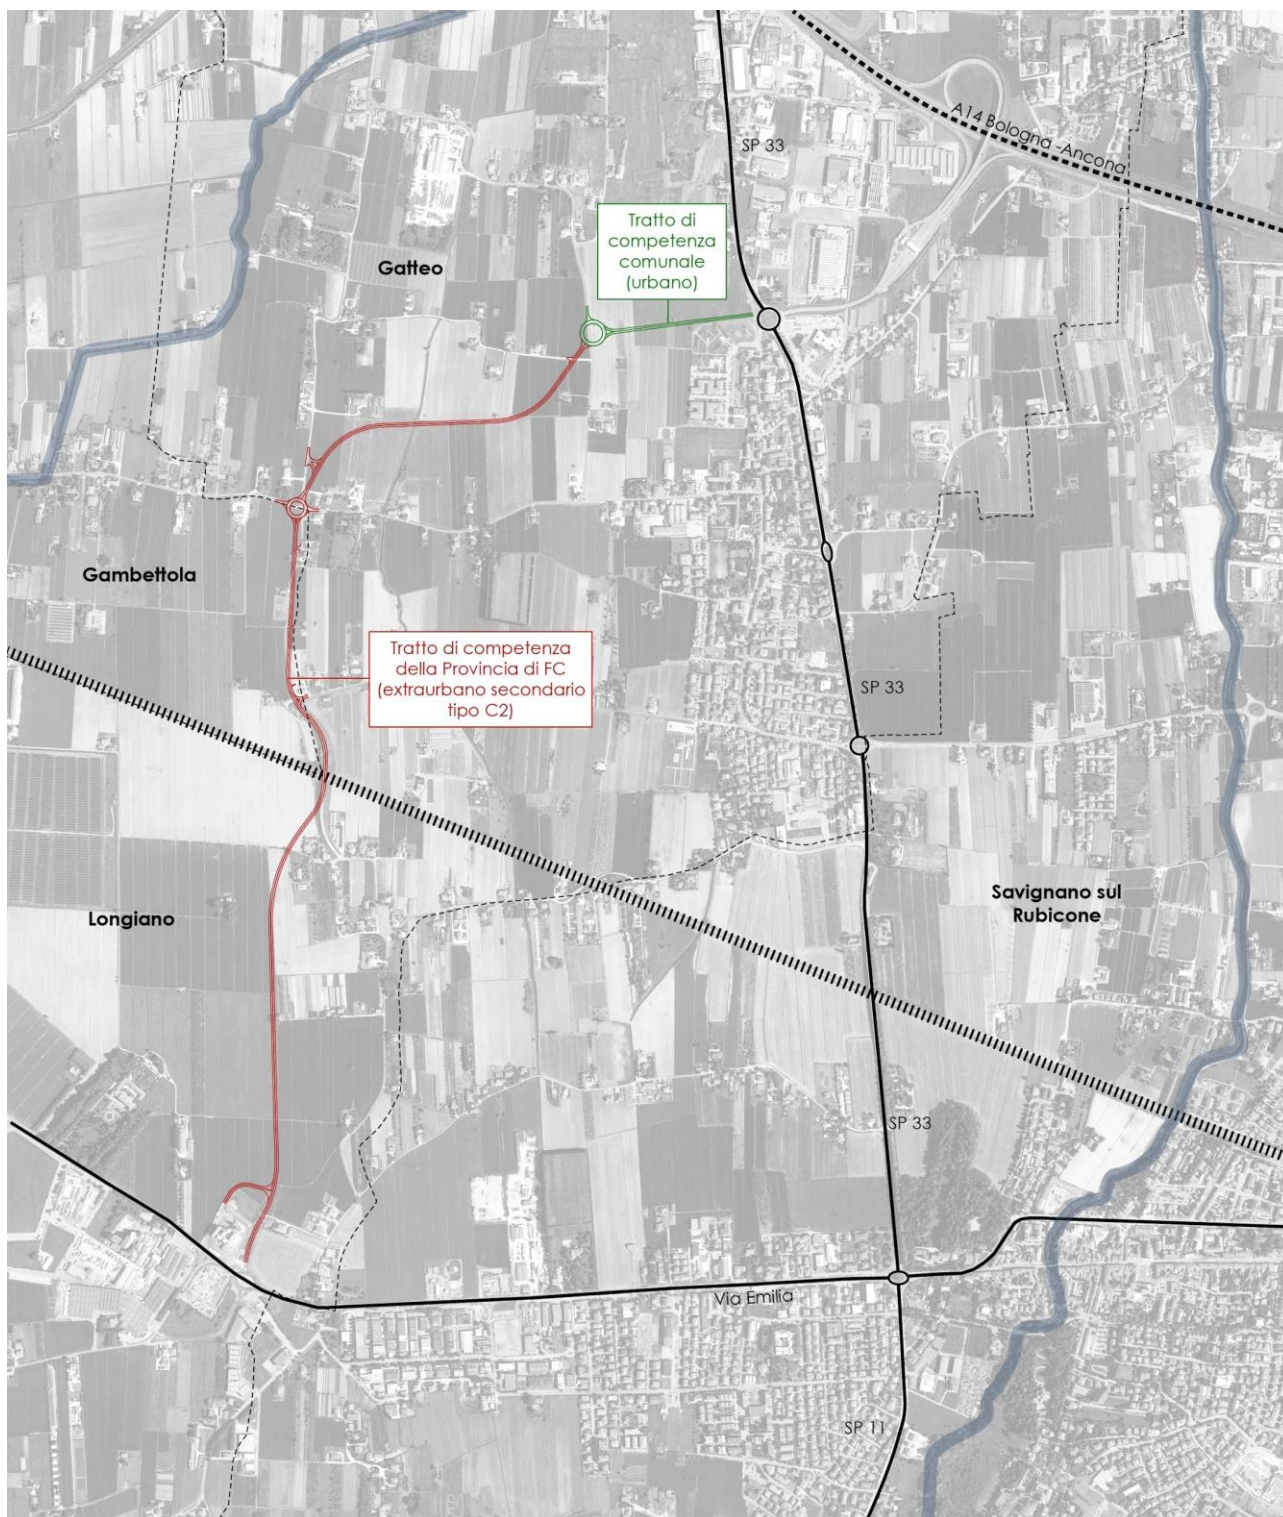 A14 Bologna -Ancona
SP 33
Tratto di
competenza
comunale
(urbano)
Gatteo
Gambettola
Tratto di competenza
della Provincia di FC
(extraurbano secondario
tipo C2)
SP 33
Longiano
Savignano sul
Rubicone
SP 33
Via Emilia
SP 11